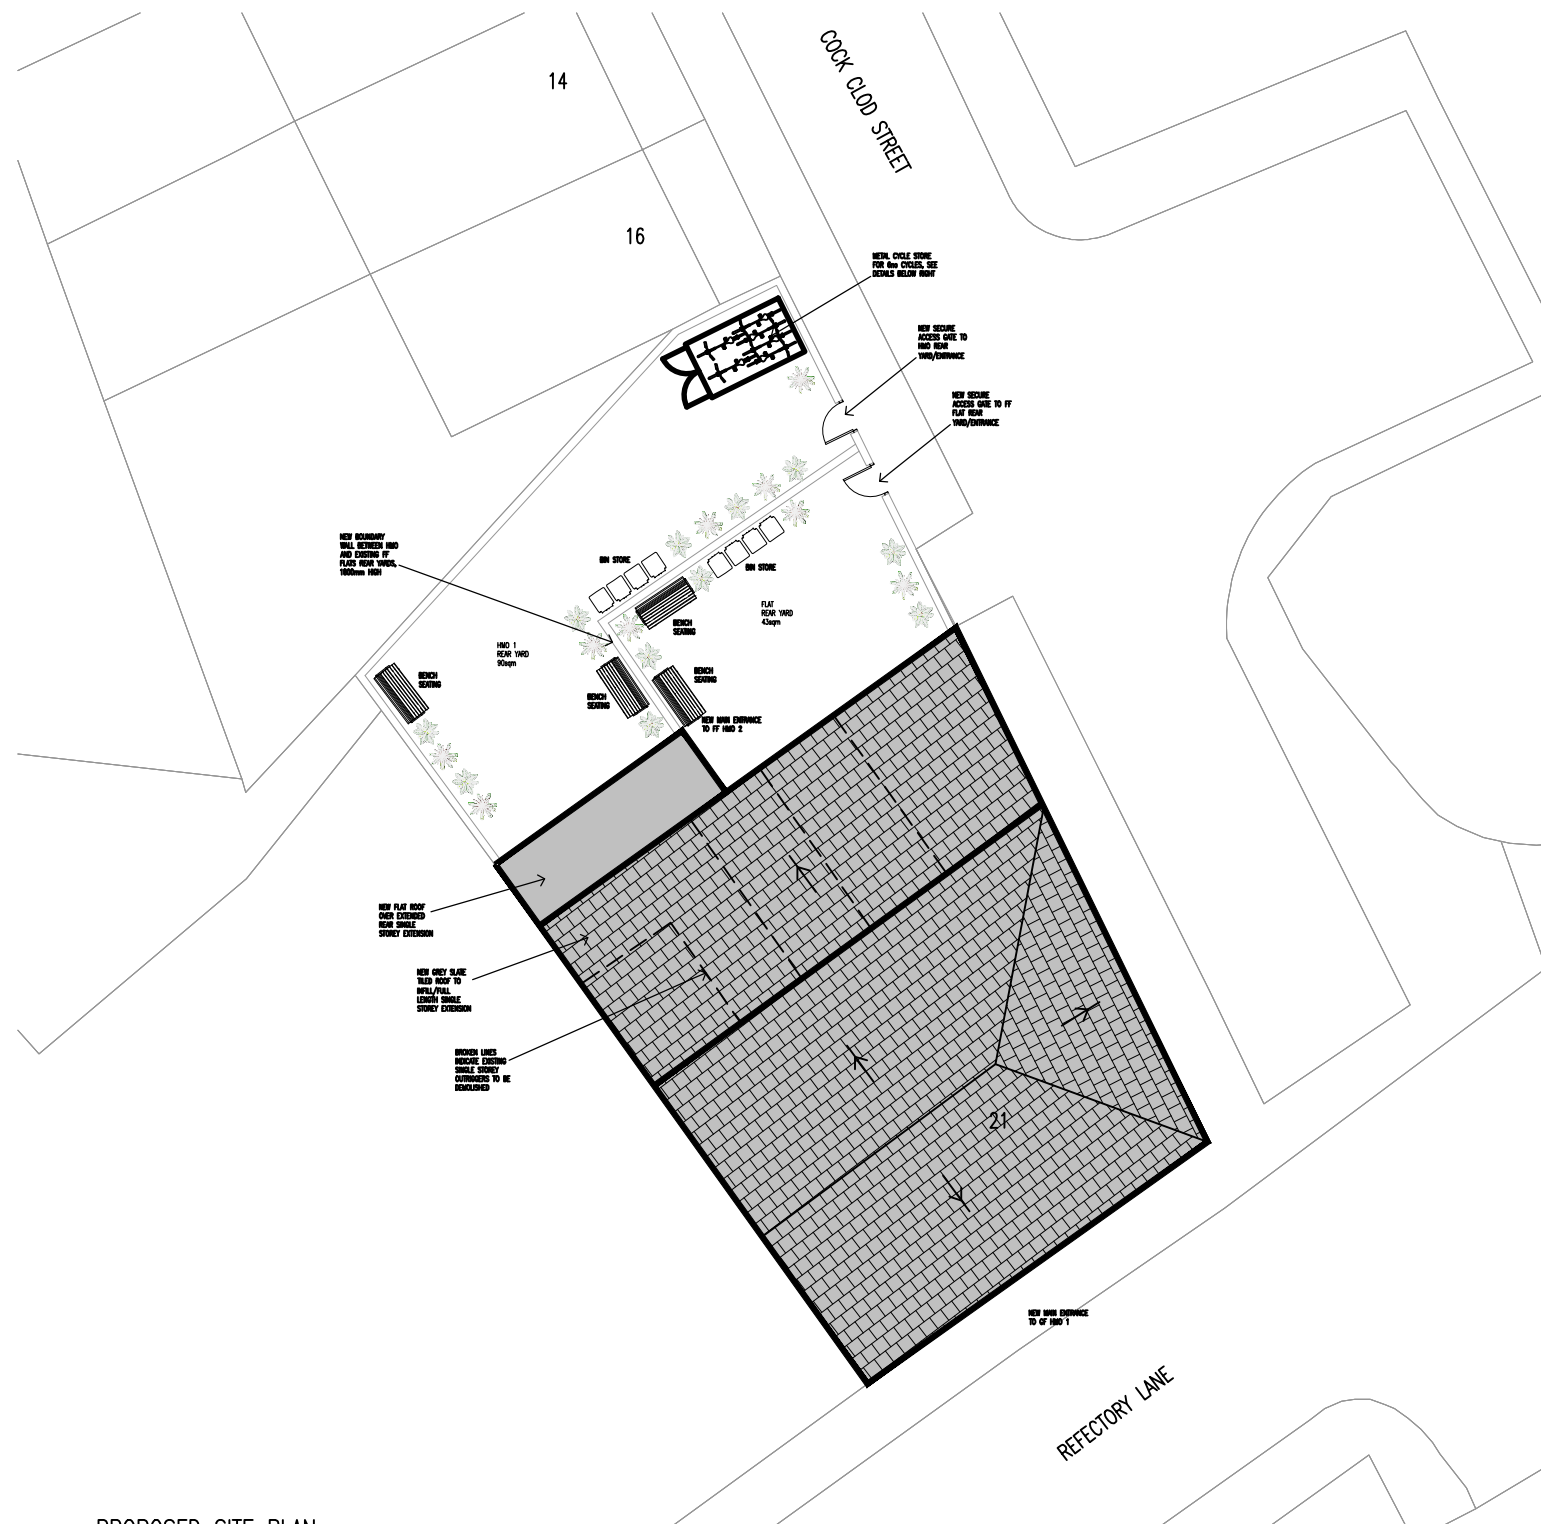 COCK CLOD STREET
14
16
METAL CYCLE STORE
FOR 6no CYCLES, SEE
DETAILS BELOW RIGHT
NEW SECURE
ACCESS GATE TO
HMO REAR
YARD/ENTRANCE
NEW SECURE
ACCESS GATE TO FF
FLAT REAR
YARD/ENTRANCE
NEW BOUNDARY
WALL BETWEEN HMO
AND EXISTING FF
FLATS REAR YARDS,
1800mm HIGH
BIN STORE
BIN STORE
FLAT
REAR YARD
43sqm
BENCH
SEATING
HMO 1
REAR YARD
90sqm
BENCH
SEATING
BENCH
SEATING
BENCH
SEATING
NEW MAIN ENTRANCE
TO FF HMO 2
NEW FLAT ROOF
OVER EXTENDED
REAR SINGLE
STOREY EXTENSION
NEW GREY SLATE
TILED ROOF TO
INFILL/FULL
LENGTH SINGLE
STOREY EXTENSION
BROKEN LINES
INDICATE EXISTING
SINGLE STOREY
OUTRIGGERS TO BE
DEMOLISHED
21
NEW MAIN ENTRANCE
TO GF HMO 1
REFECTORY LANE
PROPOSED SITE PLAN